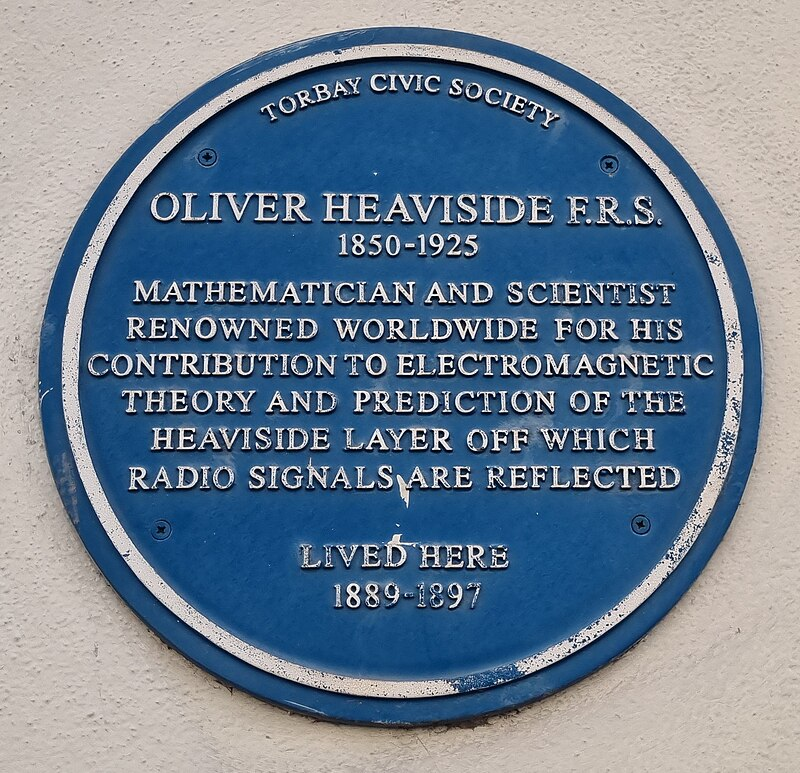 TORBAY CIVIC SOCIETY
OLIVER HEAVISIDE F.R.S.
1850-1925
MATHEMATICIAN AND SCIENTIST
RENOWNED WORLDWIDE FOR HIS
CONTRIBUTION TO ELECTROMAGNETIC
THEORY AND PREDICTION OF THE
HEAVISIDE LAYER OFF WHICH
RADIO SIGNALS ARE REFLECTED
LIVED HERE
1889-1897